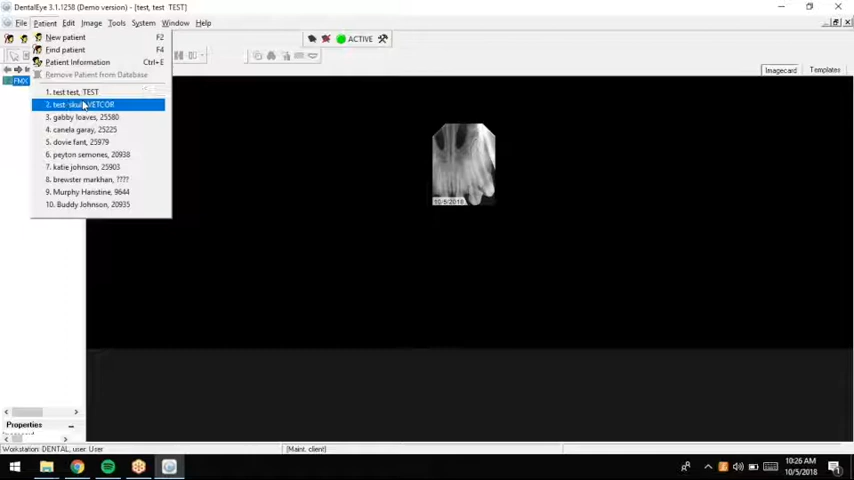 DentalEye 3.1.1258 (Demo version) - [test, test TEST]
File Patient Edit Image Tools System Window Help
New patient F2
Find patient F4
Patient Information Ctrl+E
Remove Patient from Database
1. test test, TEST
2. test skull, VETCOR
3. gabby loaves, 25580
4. canela garay, 25225
5. dovie fant, 25979
6. peyton semones, 20938
7. katie johnson, 25903
8. brewster markhan, ????
9. Murphy Hanstine, 9644
10. Buddy Johnson, 20935
ACTIVE
Imagecard Templates
FMX
10/5/2018
Properties
Workstation: DENTAL, user: User [Maint. client]
10:26 AM
10/5/2018